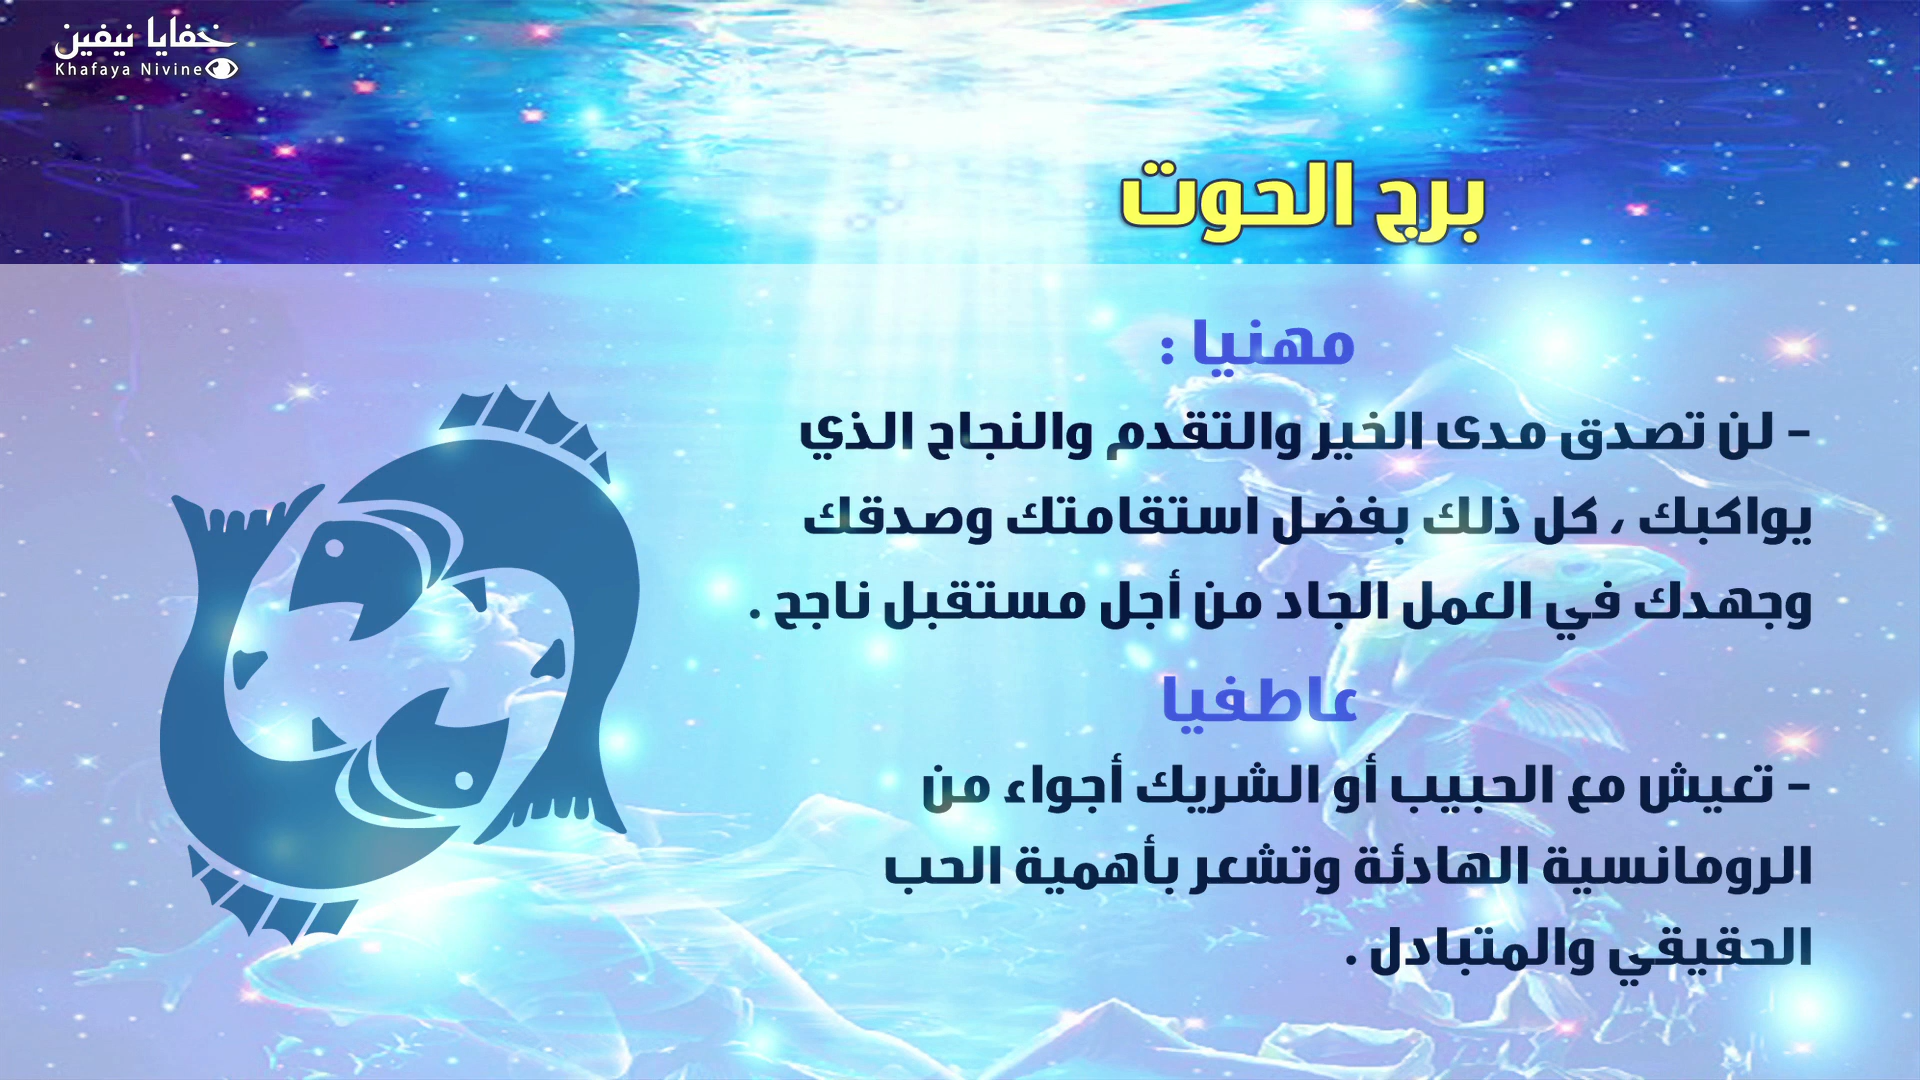 خفايا نيفين
Khafaya Nivine
برج الحوت
مهنيا :
- لن تصدق مدى الخير والتقدم والنجاح الذي
يواكبك ، كل ذلك بفضل استقامتك وصدقك
وجهدك في العمل الجاد من أجل مستقبل ناجح .
عاطفيا
- تعيش مع الحبيب أو الشريك أجواء من
الرومانسية الهادئة وتشعر بأهمية الحب
الحقيقي والمتبادل .